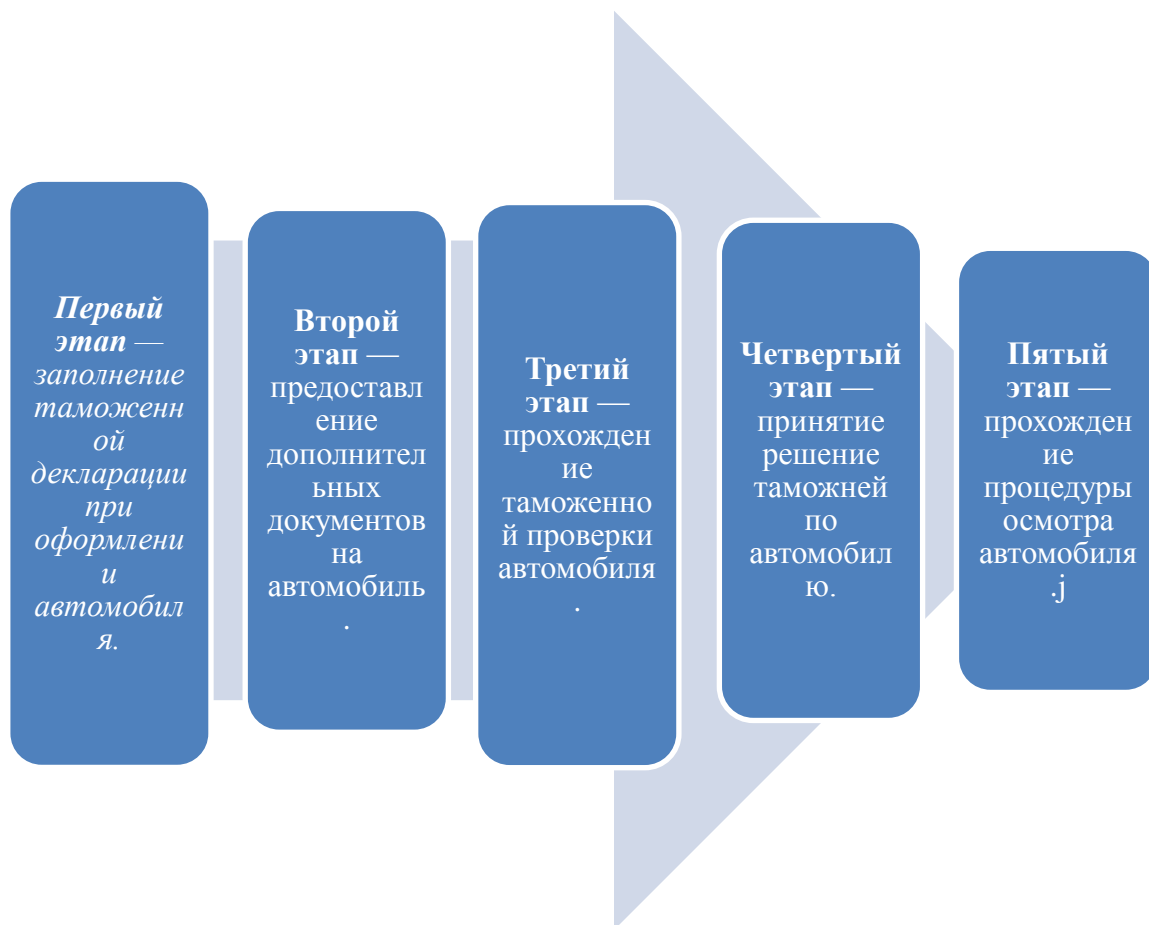 Первый
этап —
заполнение
таможенн
ой
декларации
при
оформлени
и
автомобил
я.
Второй
этап —
предоставл
ение
дополнител
ьных
документов
на
автомобиль
.
Третий
этап —
прохожден
ие
таможенно
й проверки
автомобиля
.
Четвертый
этап —
принятие
решение
таможней
по
автомобил
ю.
Пятый
этап —
прохожден
ие
процедуры
осмотра
автомобиля
.j